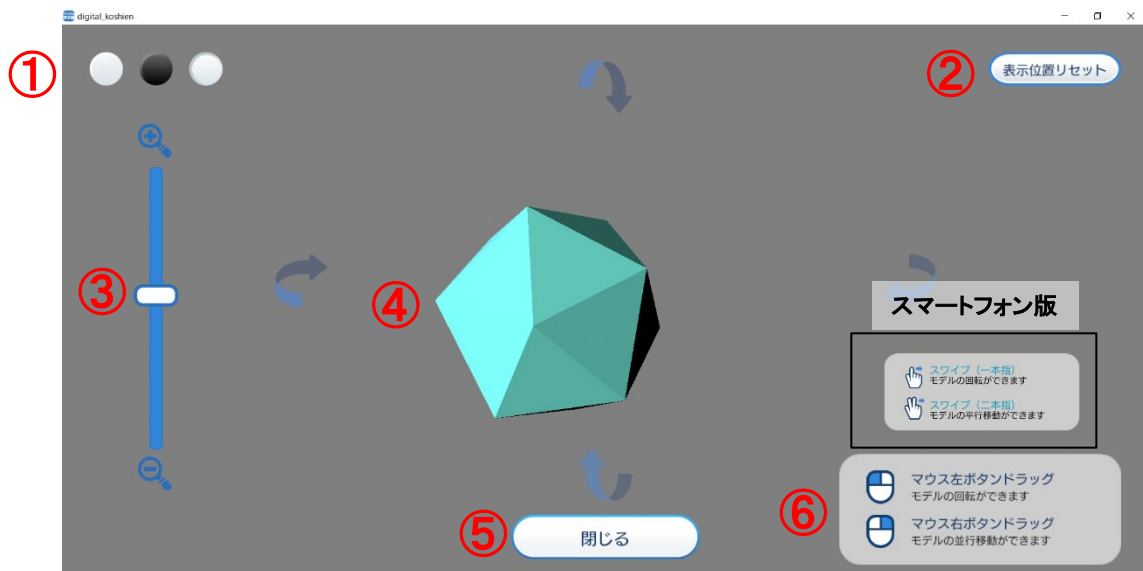 digital_koshien
①
②
表示位置リセット
③
④
スマートフォン版
スワイプ（一本指）
モデルの回転ができます
スワイプ（二本指）
モデルの平行移動ができます
⑤
閉じる
⑥
マウス左ボタンドラッグ
モデルの回転ができます
マウス右ボタンドラッグ
モデルの並行移動ができます